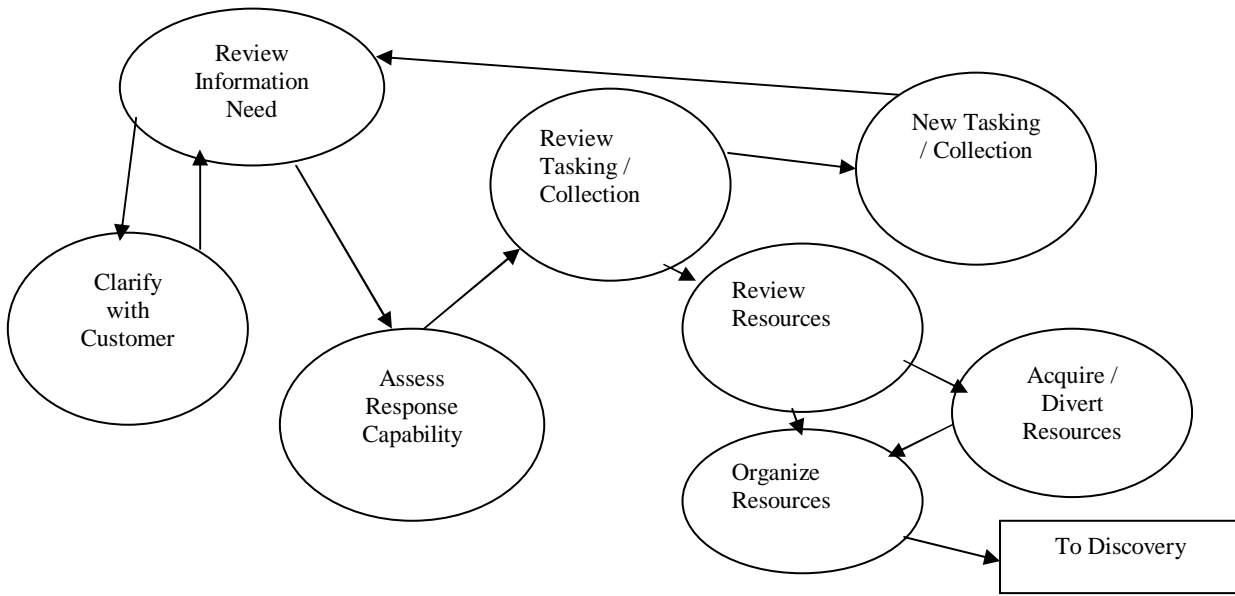 Review
Information
Need
Review
Tasking /
Collection
New Tasking
/ Collection
Clarify
with
Customer
Assess
Response
Capability
Review
Resources
Acquire /
Divert
Resources
Organize
Resources
To Discovery